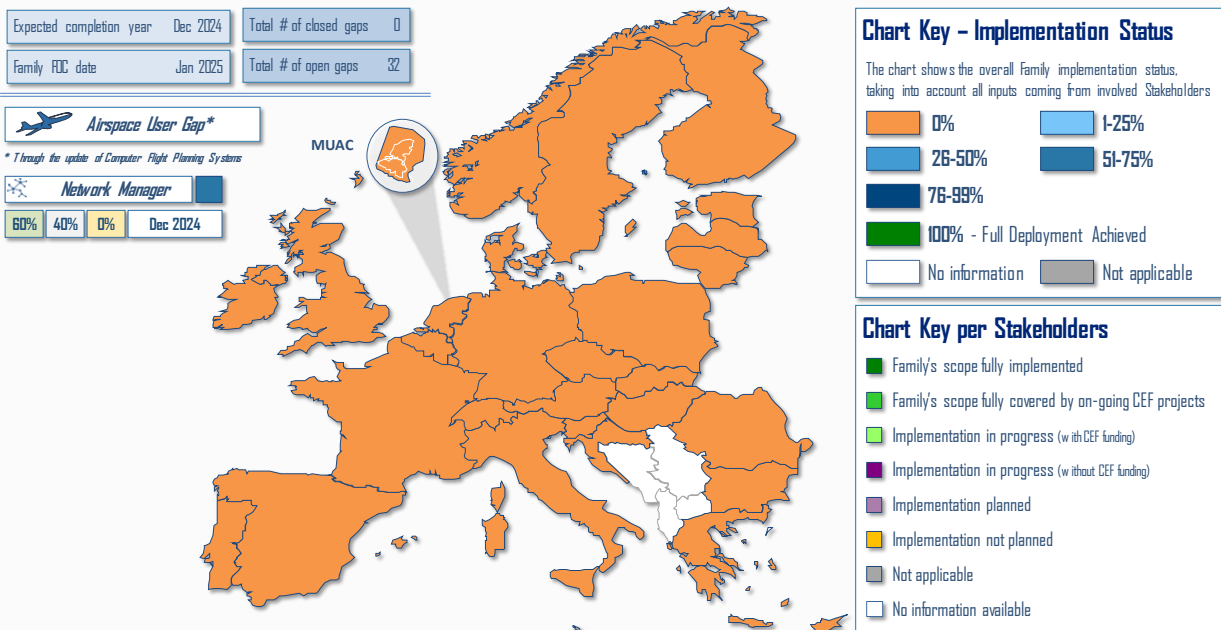 Expected completion year Dec 2024
Total # of closed gaps 0
Family FOC date Jan 2025
Total # of open gaps 32
Airspace User Gap*
* Through the update of Computer Flight Planning Systems
Network Manager
60% 40% 0% Dec 2024
MUAC
Chart Key – Implementation Status
The chart shows the overall Family implementation status,
taking into account all inputs coming from involved Stakeholders
0% 1-25%
26-50% 51-75%
76-99%
100% - Full Deployment Achieved
No information Not applicable
Chart Key per Stakeholders
Family's scope fully implemented
Family's scope fully covered by on-going CEF projects
Implementation in progress (with CEF funding)
Implementation in progress (without CEF funding)
Implementation planned
Implementation not planned
Not applicable
No information available